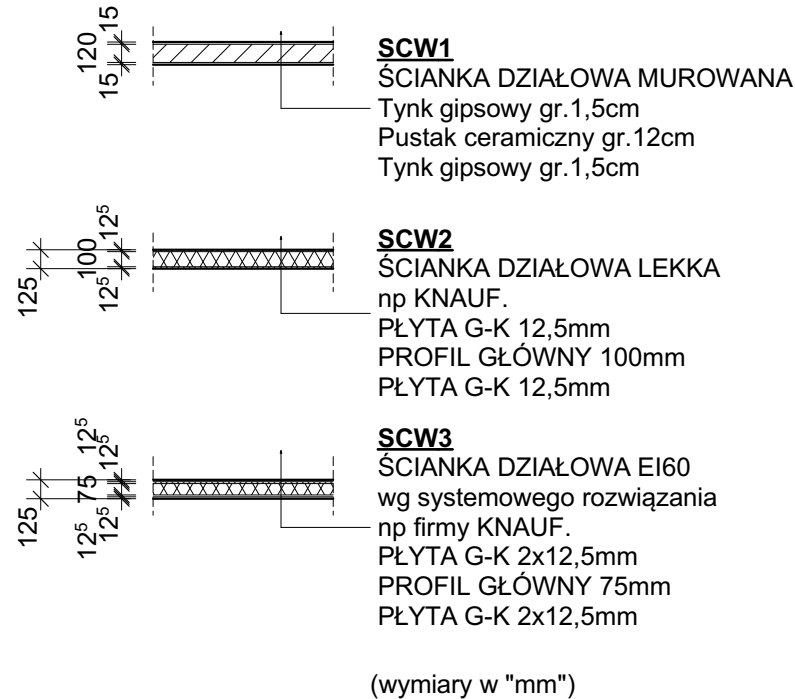 15
120
15
SCW1
ŚCIANKA DZIAŁOWA MUROWANA
Tynk gipsowy gr.1,5cm
Pustak ceramiczny gr.12cm
Tynk gipsowy gr.1,5cm
12⁵
100
12⁵
125
SCW2
ŚCIANKA DZIAŁOWA LEKKA
np KNAUF.
PŁYTA G-K 12,5mm
PROFIL GŁÓWNY 100mm
PŁYTA G-K 12,5mm
12⁵
12⁵
75
12⁵
12⁵
125
SCW3
ŚCIANKA DZIAŁOWA EI60
wg systemowego rozwiązania
np firmy KNAUF.
PŁYTA G-K 2x12,5mm
PROFIL GŁÓWNY 75mm
PŁYTA G-K 2x12,5mm
(wymiary w "mm")